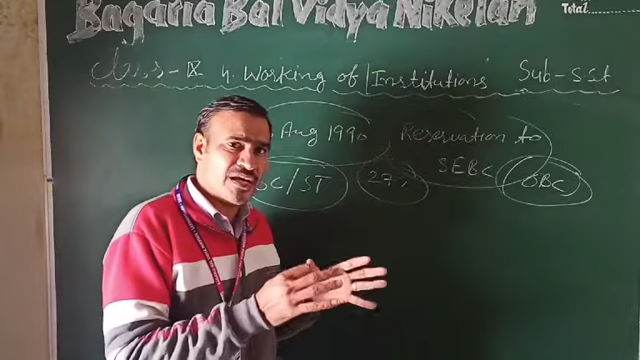 Bagaria Bal Vidya Niketan
Total
Class-IX 4. Working of Institutions Sub-SSt
Aug 1990 Reservation to
SEBC
SC/ST 27% OBC